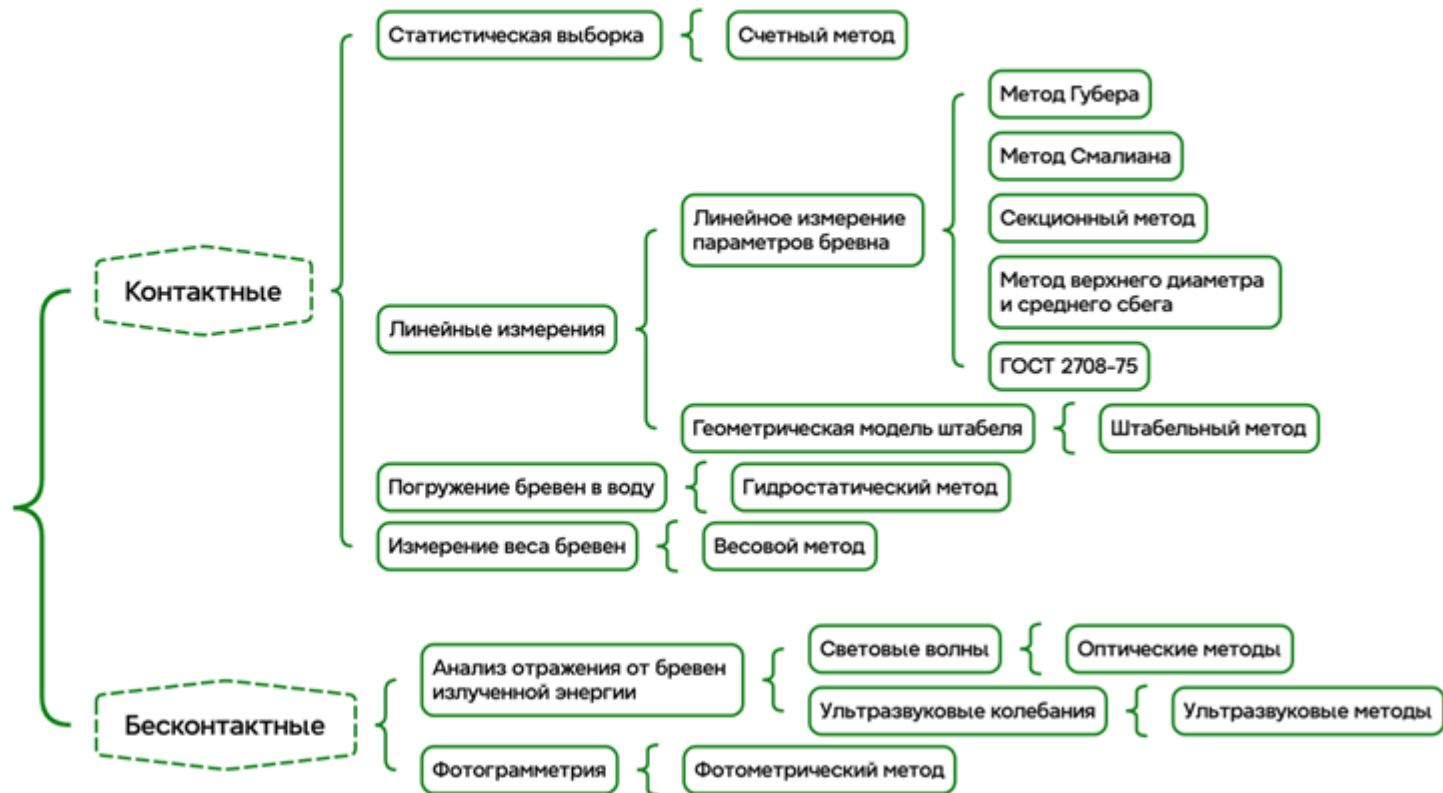 Контактные
Статистическая выборка
Счетный метод
Линейные измерения
Линейное измерение
параметров бревна
Метод Губера
Метод Смалиана
Секционный метод
Метод верхнего диаметра
и среднего сбега
ГОСТ 2708-75
Геометрическая модель штабеля
Штабельный метод
Погружение бревен в воду
Гидростатический метод
Измерение веса бревен
Весовой метод
Бесконтактные
Анализ отражения от бревен
излученной энергии
Световые волны
Оптические методы
Ультразвуковые колебания
Ультразвуковые методы
Фотограмметрия
Фотометрический метод